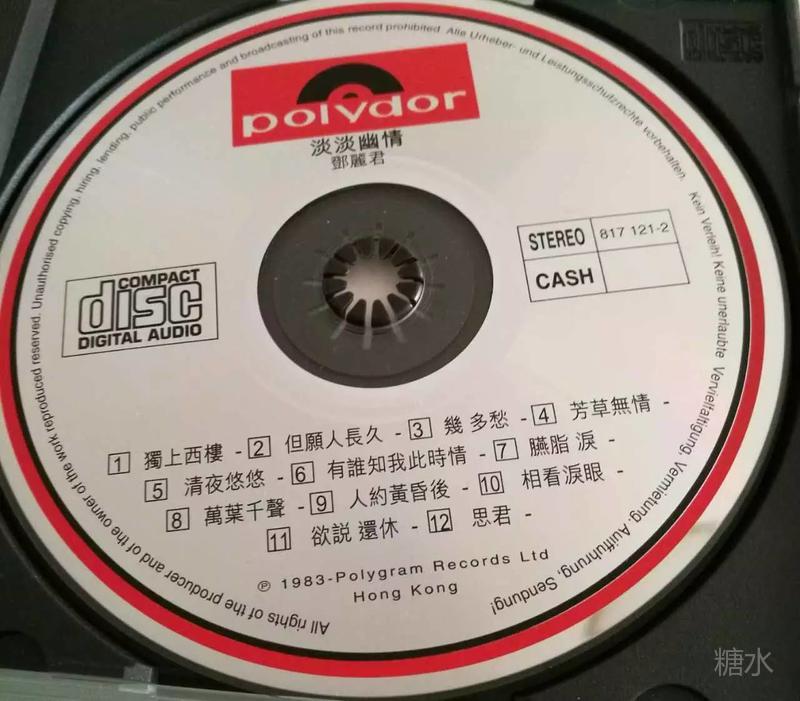 Unauthorised copying, hiring, lending, public performance and broadcasting of this record prohibited. Alle Urheber- und Leistungsschutzrechte vorbehalten.
Kein Verleih! Keine unerlaubte Vervielfaltigung, Vermietung, Auiffuhrung, Sendung!
All rights of the producer and of the owner of the work reproduced reserved.
polydor
淡淡幽情
鄧麗君
STEREO 817 121-2
CASH
COMPACT
disc
DIGITAL AUDIO
1 獨上西樓 - 2 但願人長久 - 3 幾多愁 - 4 芳草無情 -
5 清夜悠悠 - 6 有誰知我此時情 - 7 臙脂淚 -
8 萬葉千聲 - 9 人約黃昏後 - 10 相看淚眼 -
11 欲說還休 - 12 思君 -
℗ 1983-Polygram Records Ltd
Hong Kong
糖水